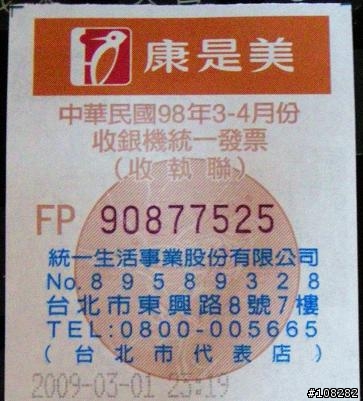 康是美
中華民國98年3-4月份
收銀機統一發票
(收執聯)
FP 90877525
統一生活事業股份有限公司
No.89589328
台北市東興路8號7樓
TEL:0800-005665
(台北市代表店)
2009-03-01 23:19
#108282